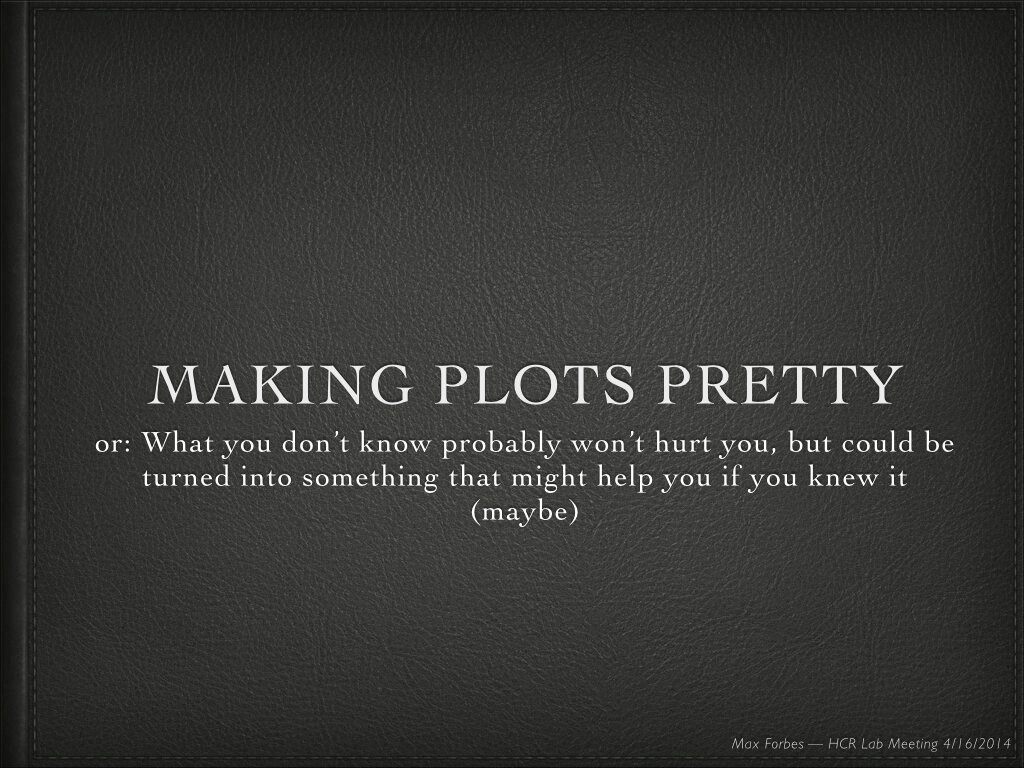 MAKING PLOTS PRETTY
or: What you don’t know probably won’t hurt you, but could be
turned into something that might help you if you knew it
(maybe)
Max Forbes — HCR Lab Meeting 4/16/2014